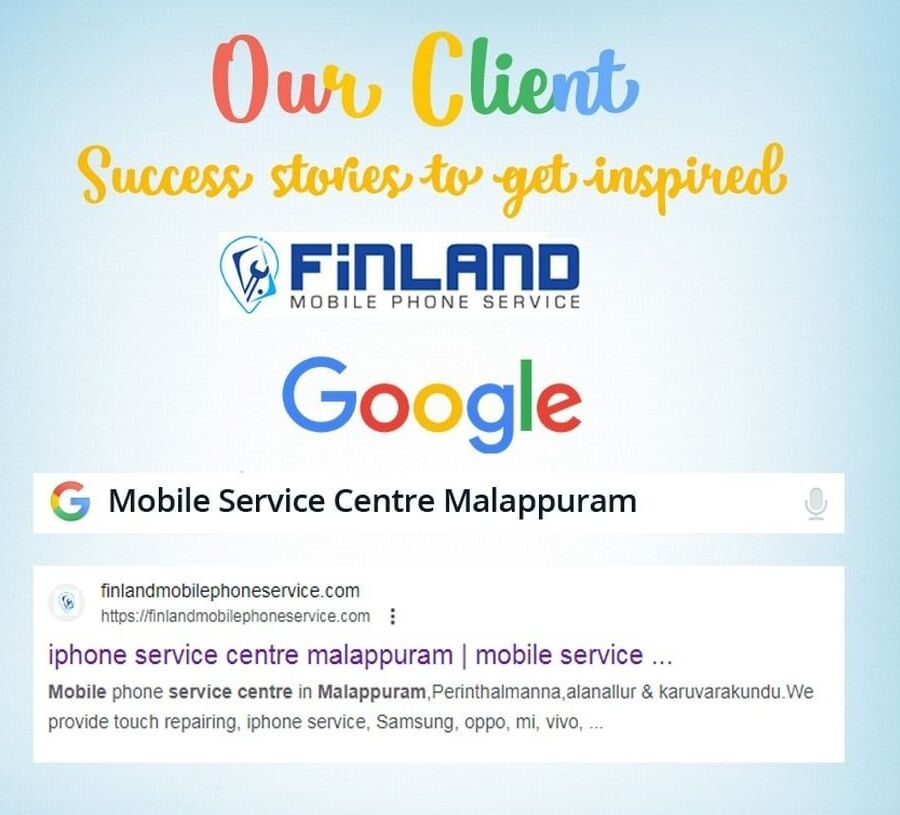 Our Client
Success stories to get inspired
FiNLAND
MOBILE PHONE SERVICE
Google
G Mobile Service Centre Malappuram
finlandmobilephoneservice.com
https://finlandmobilephoneservice.com
iphone service centre malappuram | mobile service ...
Mobile phone service centre in Malappuram,Perinthalmanna,alanallur & karuvarakundu.We
provide touch repairing, iphone service, Samsung, oppo, mi, vivo, ...